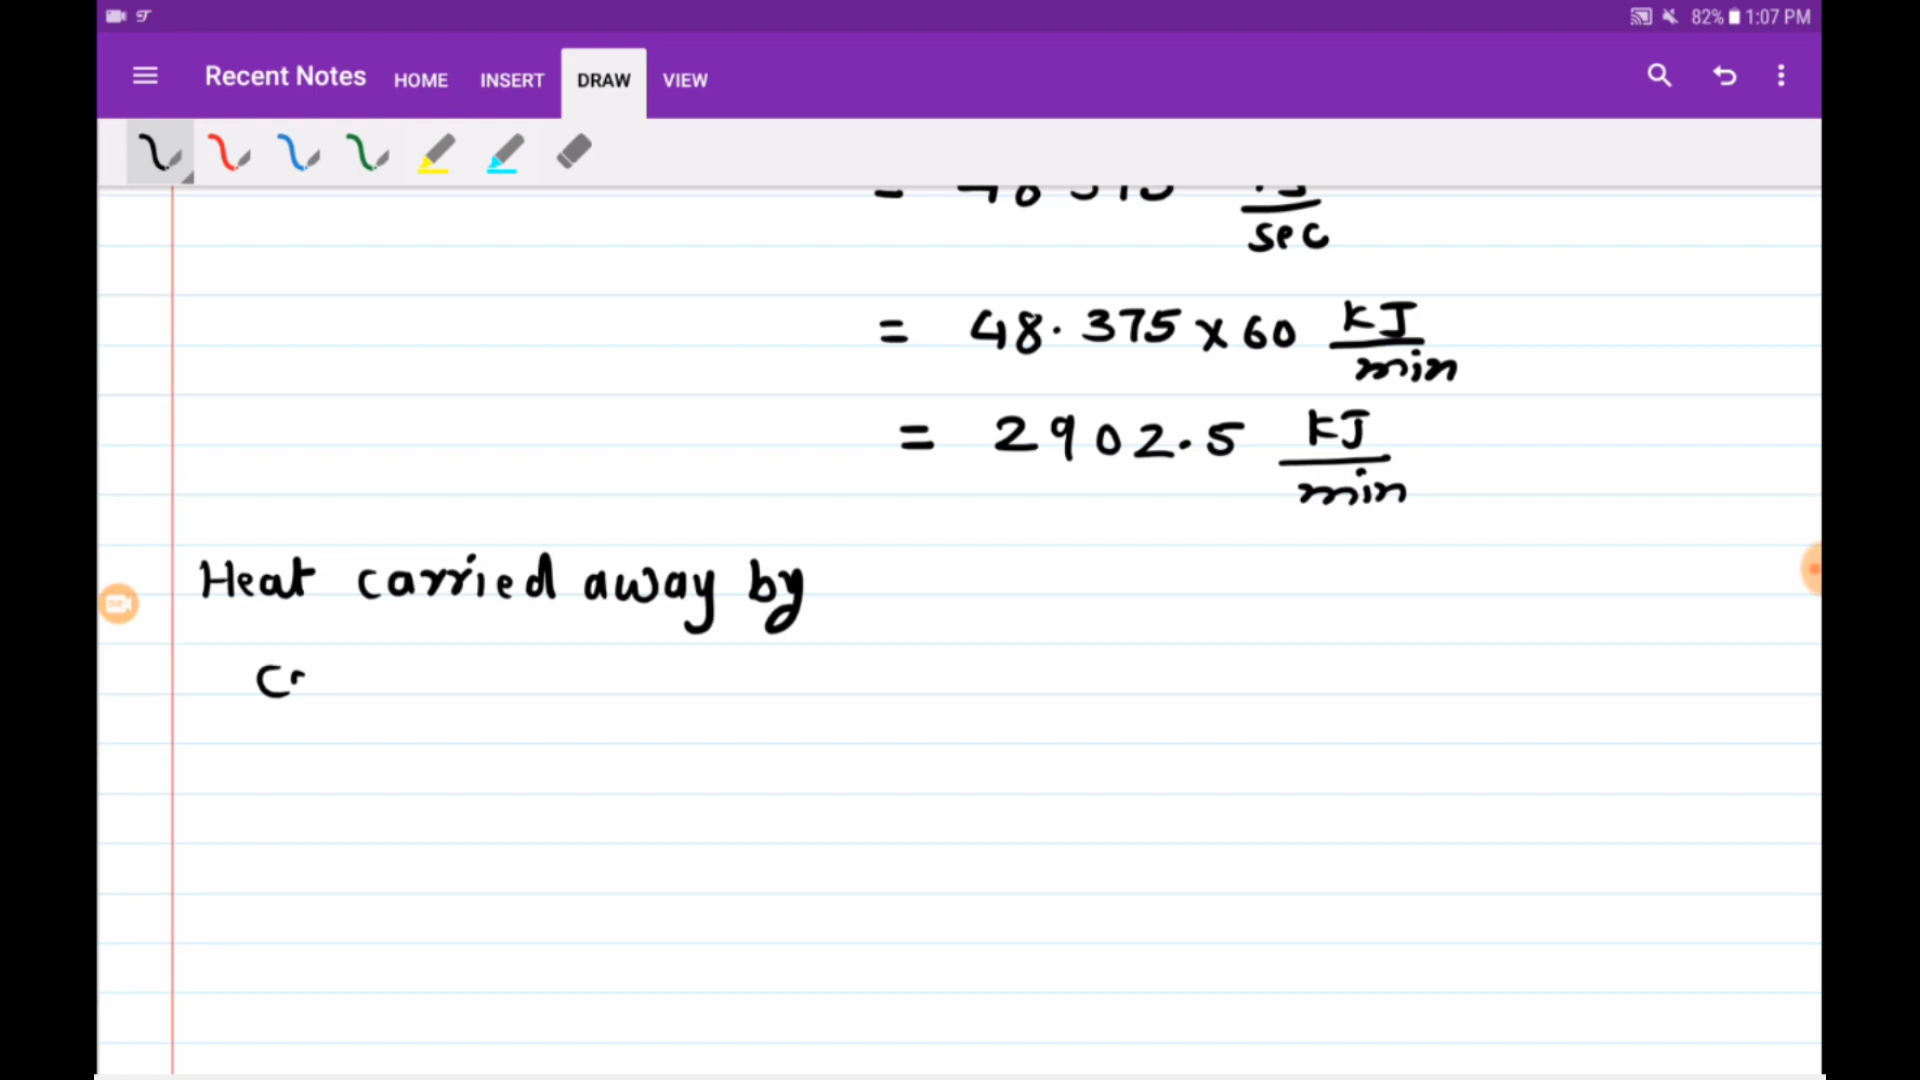 82% 1:07 PM
Recent Notes HOME INSERT DRAW VIEW
=
sec
= 48.375 x 60 kJ
min
= 2902.5 kJ
min
Heat carried away by